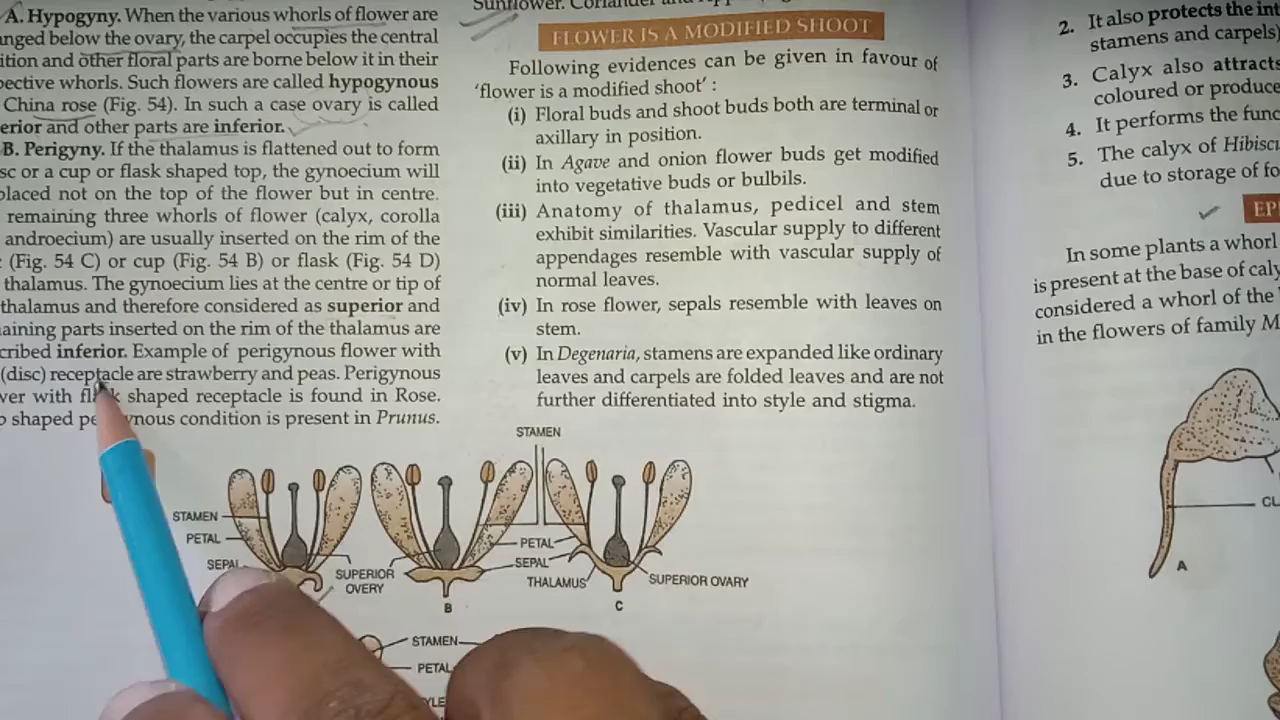 A. Hypogyny. When the various whorls of flower are
anged below the ovary, the carpel occupies the central
ition and other floral parts are borne below it in their
pective whorls. Such flowers are called hypogynous
China rose (Fig. 54). In such a case ovary is called
erior and other parts are inferior.
B. Perigyny. If the thalamus is flattened out to form
sc or a cup or flask shaped top, the gynoecium will
placed not on the top of the flower but in centre.
remaining three whorls of flower (calyx, corolla
androecium) are usually inserted on the rim of the
(Fig. 54 C) or cup (Fig. 54 B) or flask (Fig. 54 D)
thalamus. The gynoecium lies at the centre or tip of
thalamus and therefore considered as superior and
aining parts inserted on the rim of the thalamus are
cribed inferior. Example of perigynous flower with
(disc) receptacle are strawberry and peas. Perigynous
ver with shaped receptacle is found in Rose.
shaped condition is present in Prunus.
Sunflower. Coriander and
FLOWER IS A MODIFIED SHOOT
Following evidences can be given in favour of
'flower is a modified shoot' :
(i) Floral buds and shoot buds both are terminal or
axillary in position.
(ii) In Agave and onion flower buds get modified
into vegetative buds or bulbils.
(iii) Anatomy of thalamus, pedicel and stem
exhibit similarities. Vascular supply to different
appendages resemble with vascular supply of
normal leaves.
(iv) In rose flower, sepals resemble with leaves on
stem.
(v) In Degenaria, stamens are expanded like ordinary
leaves and carpels are folded leaves and are not
further differentiated into style and stigma.
STAMEN
STAMEN
PETAL
SEPAL
SUPERIOR
OVERY
B
PETAL
SEPAL
THALAMUS
SUPERIOR OVARY
C
STAMEN
PETAL
2. It also protects the int
stamens and carpels)
3. Calyx also attracts
coloured or produce
4. It performs the func
5. The calyx of Hibiscu
due to storage of fo
EPI
In some plants a whorl
is present at the base of caly
considered a whorl of the
in the flowers of family M
CL
A